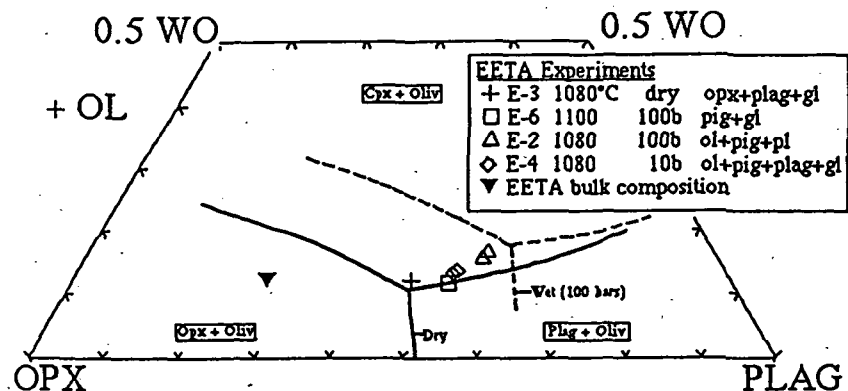 0.5 WO
0.5 WO
+ OL
Cpx + Oliv
EETA Experiments
+ E-3 1080°C dry opx+plag+gl
□ E-6 1100 100b pig+gl
△ E-2 1080 100b ol+pig+pl
◇ E-4 1080 10b ol+pig+plag+gl
▼ EETA bulk composition
Wet (100 bars)
Opx + Oliv
Dry
Plag + Oliv
OPX
PLAG